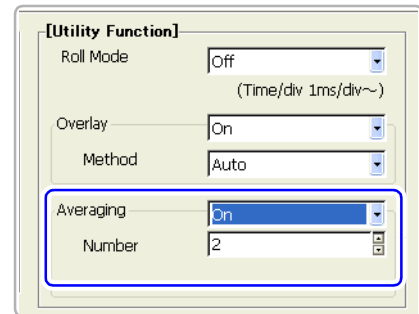 [Utility Function]
Roll Mode Off
(Time/div 1ms/div～)
Overlay On
Method Auto
Averaging On
Number 2